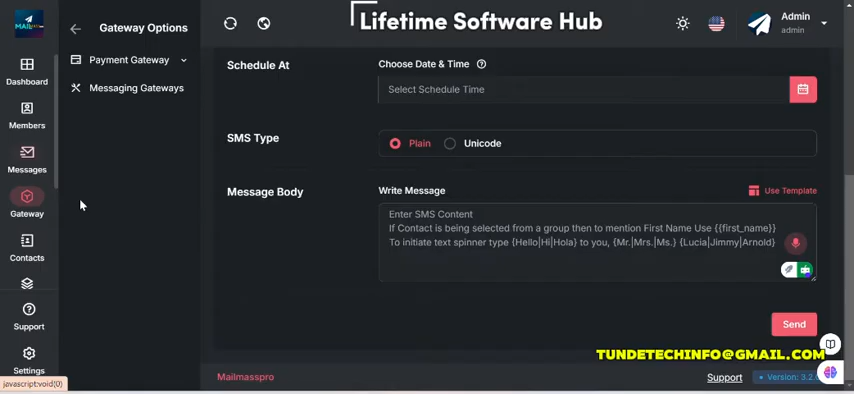 Lifetime Software Hub
Gateway Options
Admin
admin
Dashboard
Payment Gateway
Messaging Gateways
Members
Messages
Gateway
Contacts
Support
Settings
javascript:void(0)
Schedule At
Choose Date & Time
Select Schedule Time
SMS Type
Plain
Unicode
Message Body
Write Message
Use Template
Enter SMS Content
If Contact is being selected from a group then to mention First Name Use {{first_name}}
To initiate text spinner type {Hello|Hi|Hola} to you, {Mr.|Mrs.|Ms.} {Lucia|Jimmy|Arnold}
Send
TUNDETECHINFO@GMAIL.COM
Mailmasspro
Support
Version: 3.2.